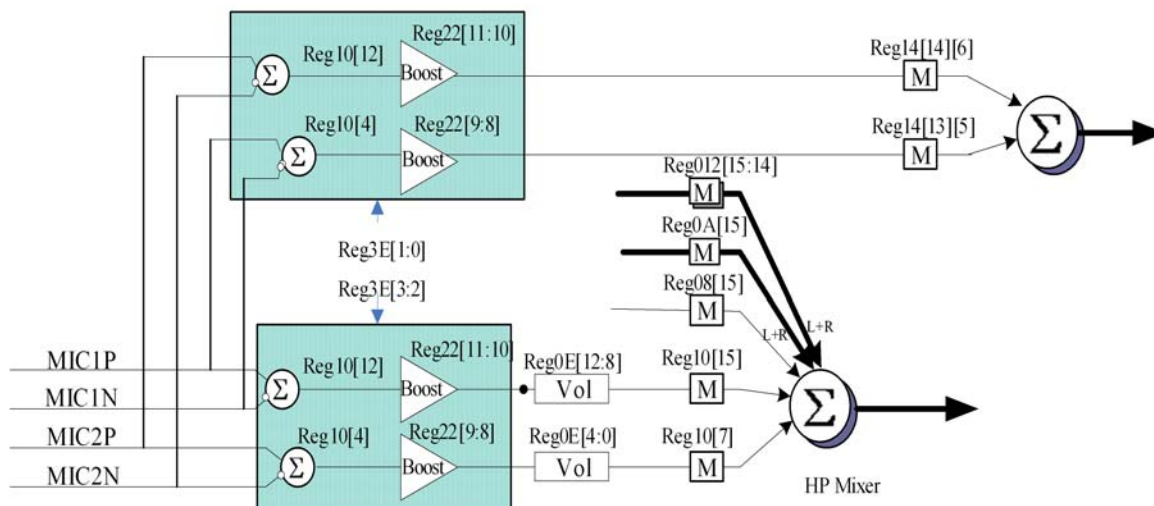 Reg22[11:10]
Reg10[12]
Σ
Boost
Reg14[14][6]
M
Reg10[4]
Reg22[9:8]
Σ
Boost
Reg14[13][5]
M
Σ
Reg012[15:14]
M
Reg0A[15]
M
Reg3E[1:0]
Reg3E[3:2]
Reg08[15]
M
L+R
L+R
MIC1P
MIC1N
MIC2P
MIC2N
Reg10[12]
Reg22[11:10]
Σ
Boost
Reg0E[12:8]
Vol
Reg10[15]
M
Σ
Reg10[4]
Reg22[9:8]
Σ
Boost
Reg0E[4:0]
Vol
Reg10[7]
M
HP Mixer